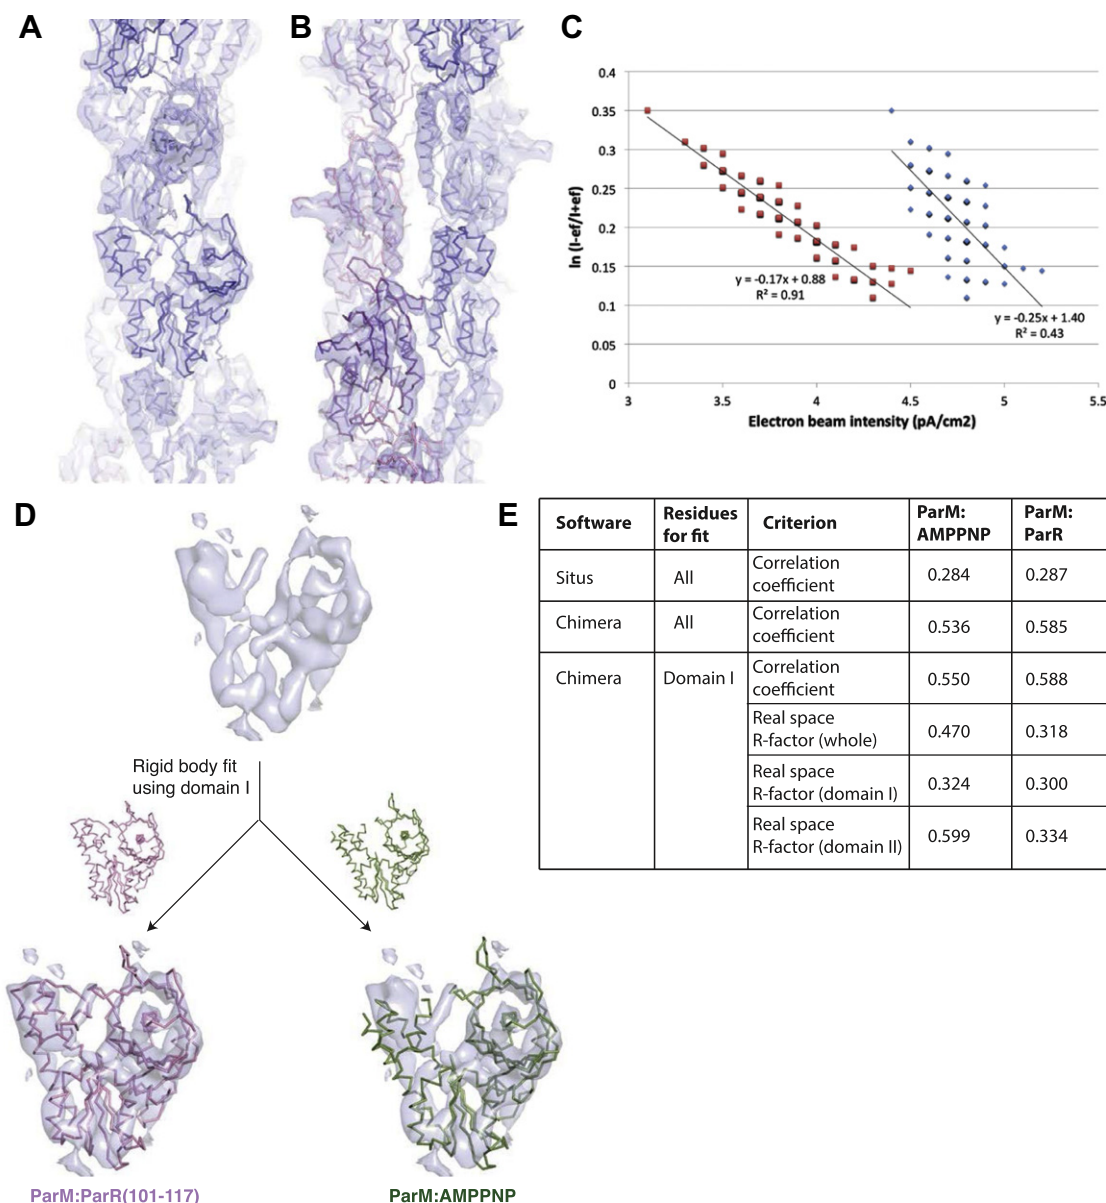 A
B
C
0.4
0.35
0.3
0.25
0.2
0.15
0.1
0.05
0
ln (I-ef/I+ef)
y = -0.17x + 0.88
R² = 0.91
y = -0.25x + 1.40
R² = 0.43
3
3.5
4
4.5
5
5.5
Electron beam intensity (pA/cm2)
D
Rigid body fit
using domain I
ParM:ParR(101-117)
ParM:AMPPNP
E
Software
Residues
for fit
Criterion
ParM:
AMPPNP
ParM:
ParR
Situs
All
Correlation
coefficient
0.284
0.287
Chimera
All
Correlation
coefficient
0.536
0.585
Chimera
Domain I
Correlation
coefficient
0.550
0.588
Real space
R-factor (whole)
0.470
0.318
Real space
R-factor (domain I)
0.324
0.300
Real space
R-factor (domain II)
0.599
0.334